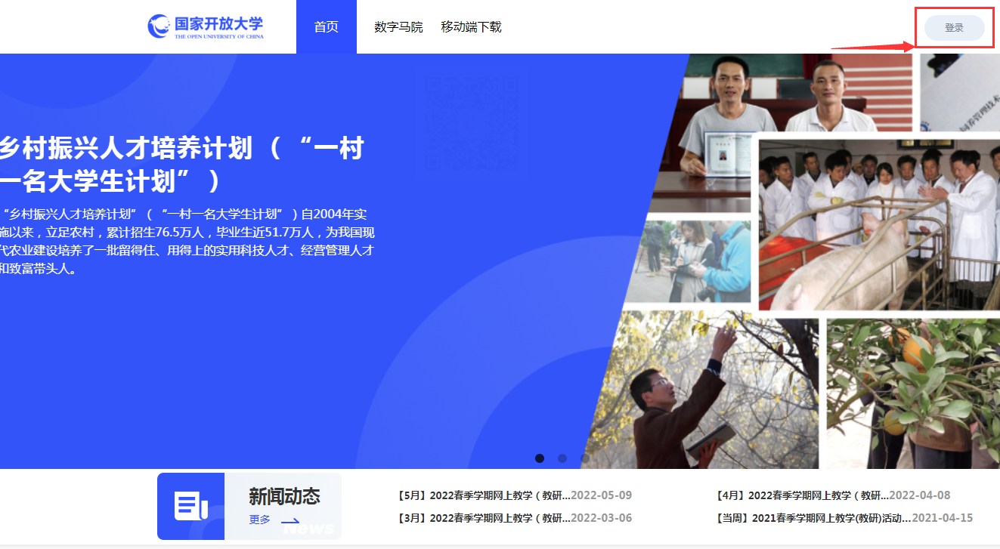 国家开放大学
THE OPEN UNIVERSITY OF CHINA
首页
数字马院
移动端下载
登录
乡村振兴人才培养计划 （ “一村
一名大学生计划” ）
“乡村振兴人才培养计划”（ “一村一名大学生计划” ）自2004年实
施以来，立足农村，累计招生76.5万人，毕业生近51.7万人，为我国现
代农业建设培养了一批留得住、用得上的实用科技人才、经营管理人才
和致富带头人。
饲养管理技术
新闻动态
更多
News
【5月】2022春季学期网上教学（教研...2022-05-09
【4月】2022春季学期网上教学（教研...2022-04-08
【3月】2022春季学期网上教学（教研...2022-03-06
【当周】2021春季学期网上教学(教研)活动...2021-04-15